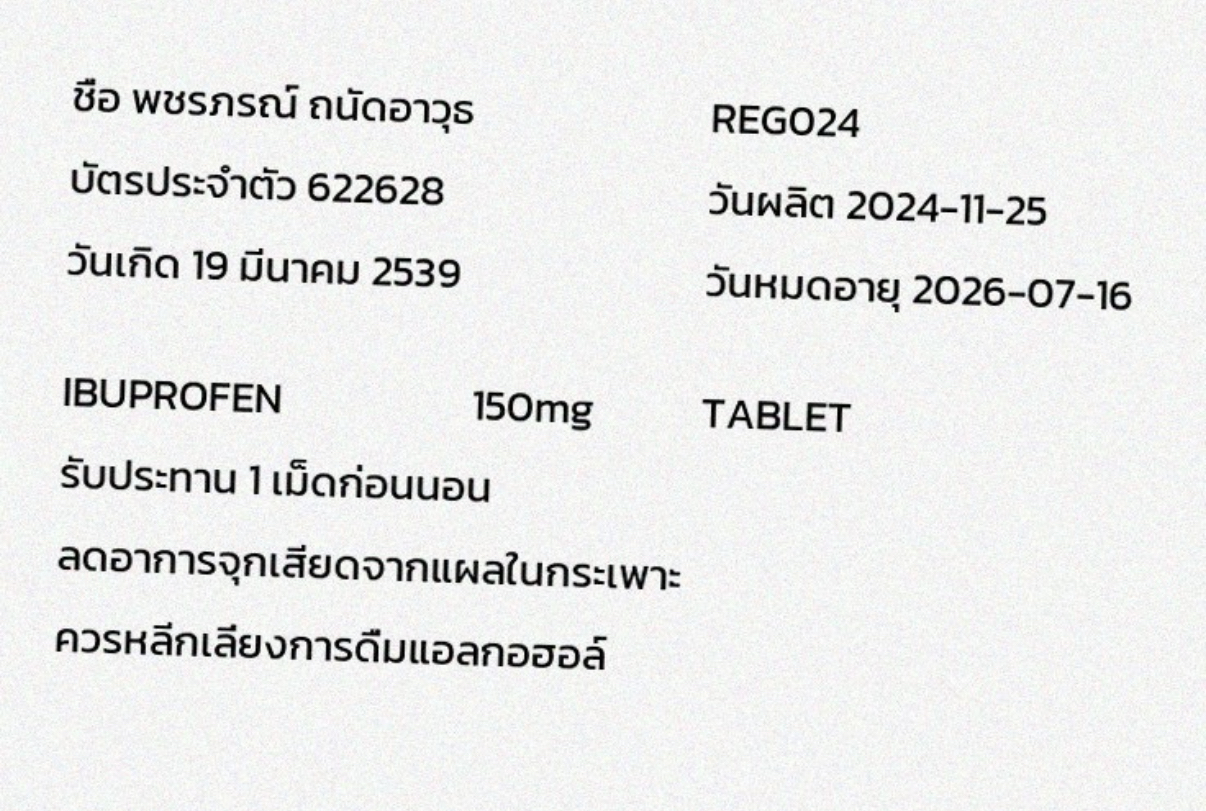 ชื่อ พชรภรณ์ ถนัดอาวุธ
REGO24
บัตรประจำตัว 622628
วันผลิต 2024-11-25
วันเกิด 19 มีนาคม 2539
วันหมดอายุ 2026-07-16
IBUPROFEN 150mg TABLET
รับประทาน 1 เม็ดก่อนนอน
ลดอาการจุกเสียดจากแผลในกระเพาะ
ควรหลีกเลี่ยงการดื่มแอลกอฮอล์